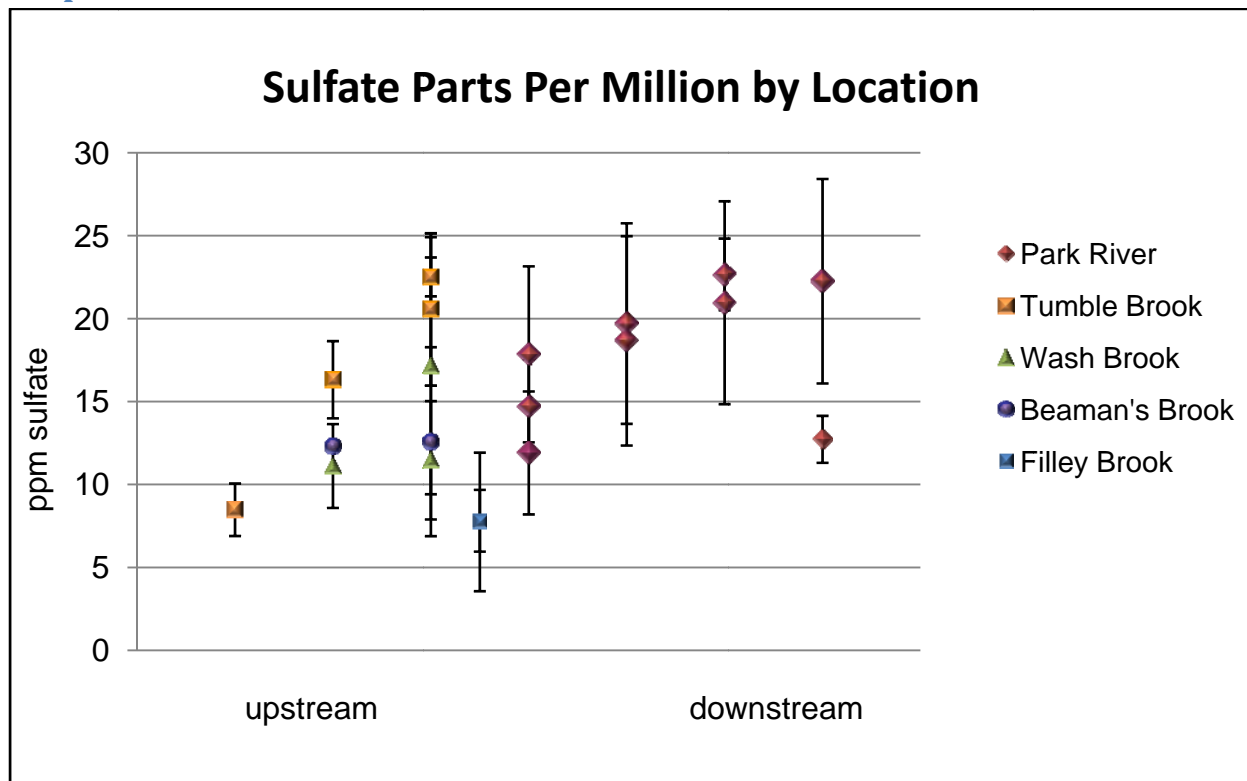 Sulfate Parts Per Million by Location
30
25
20
15
10
5
0
ppm sulfate
upstream
downstream
Park River
Tumble Brook
Wash Brook
Beaman's Brook
Filley Brook